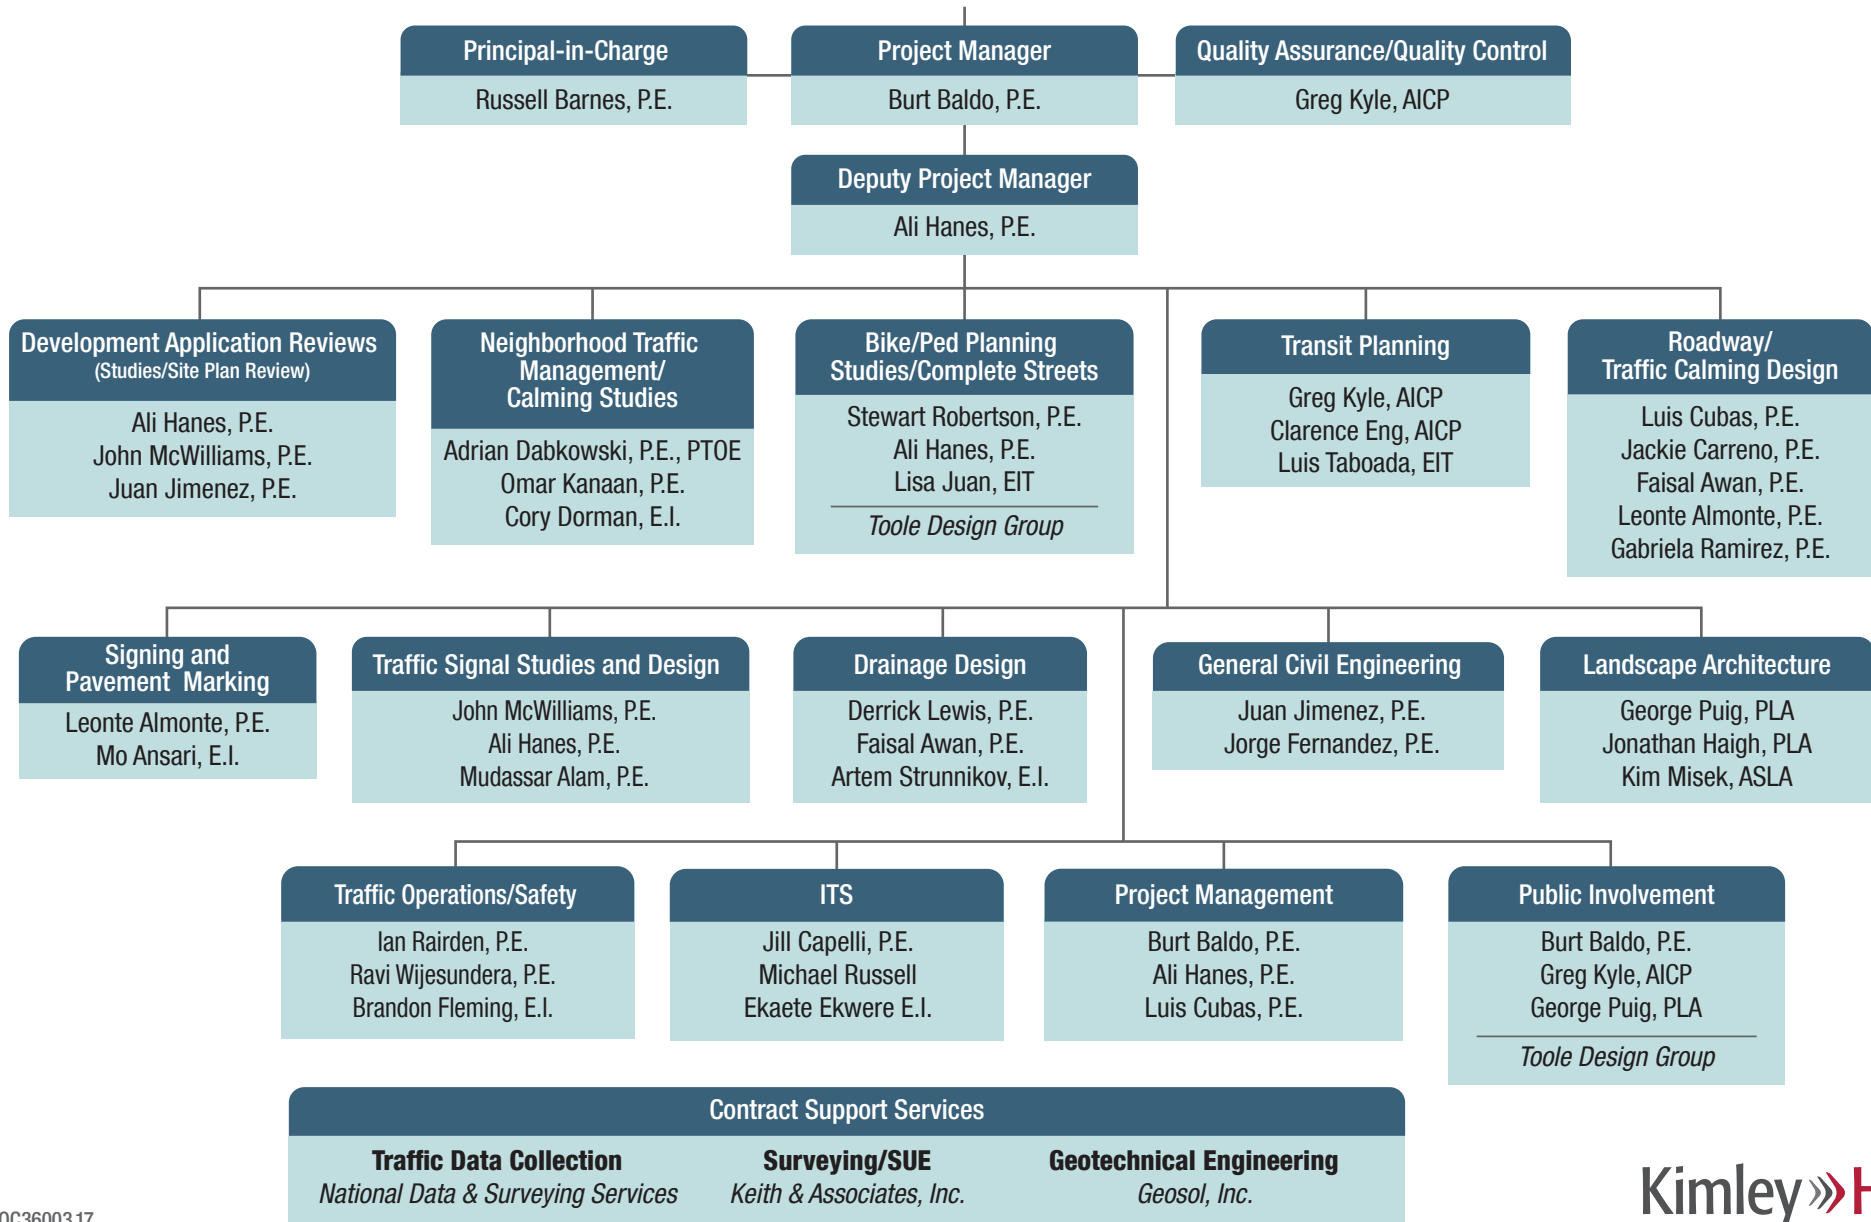 Principal-in-Charge
Russell Barnes, P.E.
Project Manager
Burt Baldo, P.E.
Quality Assurance/Quality Control
Greg Kyle, AICP
Deputy Project Manager
Ali Hanes, P.E.
Development Application Reviews
(Studies/Site Plan Review)
Ali Hanes, P.E.
John McWilliams, P.E.
Juan Jimenez, P.E.
Neighborhood Traffic
Management/
Calming Studies
Adrian Dabkowski, P.E., PTOE
Omar Kanaan, P.E.
Cory Dorman, E.I.
Bike/Ped Planning
Studies/Complete Streets
Stewart Robertson, P.E.
Ali Hanes, P.E.
Lisa Juan, EIT
Toole Design Group
Transit Planning
Greg Kyle, AICP
Clarence Eng, AICP
Luis Taboada, EIT
Roadway/
Traffic Calming Design
Luis Cubas, P.E.
Jackie Carreno, P.E.
Faisal Awan, P.E.
Leonte Almonte, P.E.
Gabriela Ramirez, P.E.
Signing and
Pavement Marking
Leonte Almonte, P.E.
Mo Ansari, E.I.
Traffic Signal Studies and Design
John McWilliams, P.E.
Ali Hanes, P.E.
Mudassar Alam, P.E.
Drainage Design
Derrick Lewis, P.E.
Faisal Awan, P.E.
Artem Strunnikov, E.I.
General Civil Engineering
Juan Jimenez, P.E.
Jorge Fernandez, P.E.
Landscape Architecture
George Puig, PLA
Jonathan Haigh, PLA
Kim Misek, ASLA
Traffic Operations/Safety
Ian Rairden, P.E.
Ravi Wijesundera, P.E.
Brandon Fleming, E.I.
ITS
Jill Capelli, P.E.
Michael Russell
Ekaete Ekwere E.I.
Project Management
Burt Baldo, P.E.
Ali Hanes, P.E.
Luis Cubas, P.E.
Public Involvement
Burt Baldo, P.E.
Greg Kyle, AICP
George Puig, PLA
Toole Design Group
Contract Support Services
Traffic Data Collection
National Data & Surveying Services
Surveying/SUE
Keith & Associates, Inc.
Geotechnical Engineering
Geosol, Inc.
Kimley»H